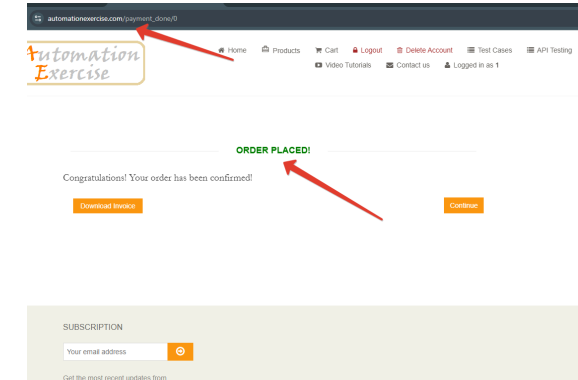 automationexercise.com/payment_done/0
Automation
Exercise
Home Products Cart Logout Delete Account Test Cases API Testing
Video Tutorials Contact us Logged in as 1
ORDER PLACED!
Congratulations! Your order has been confirmed!
Download Invoice Continue
SUBSCRIPTION
Your email address
Get the most recent updates from